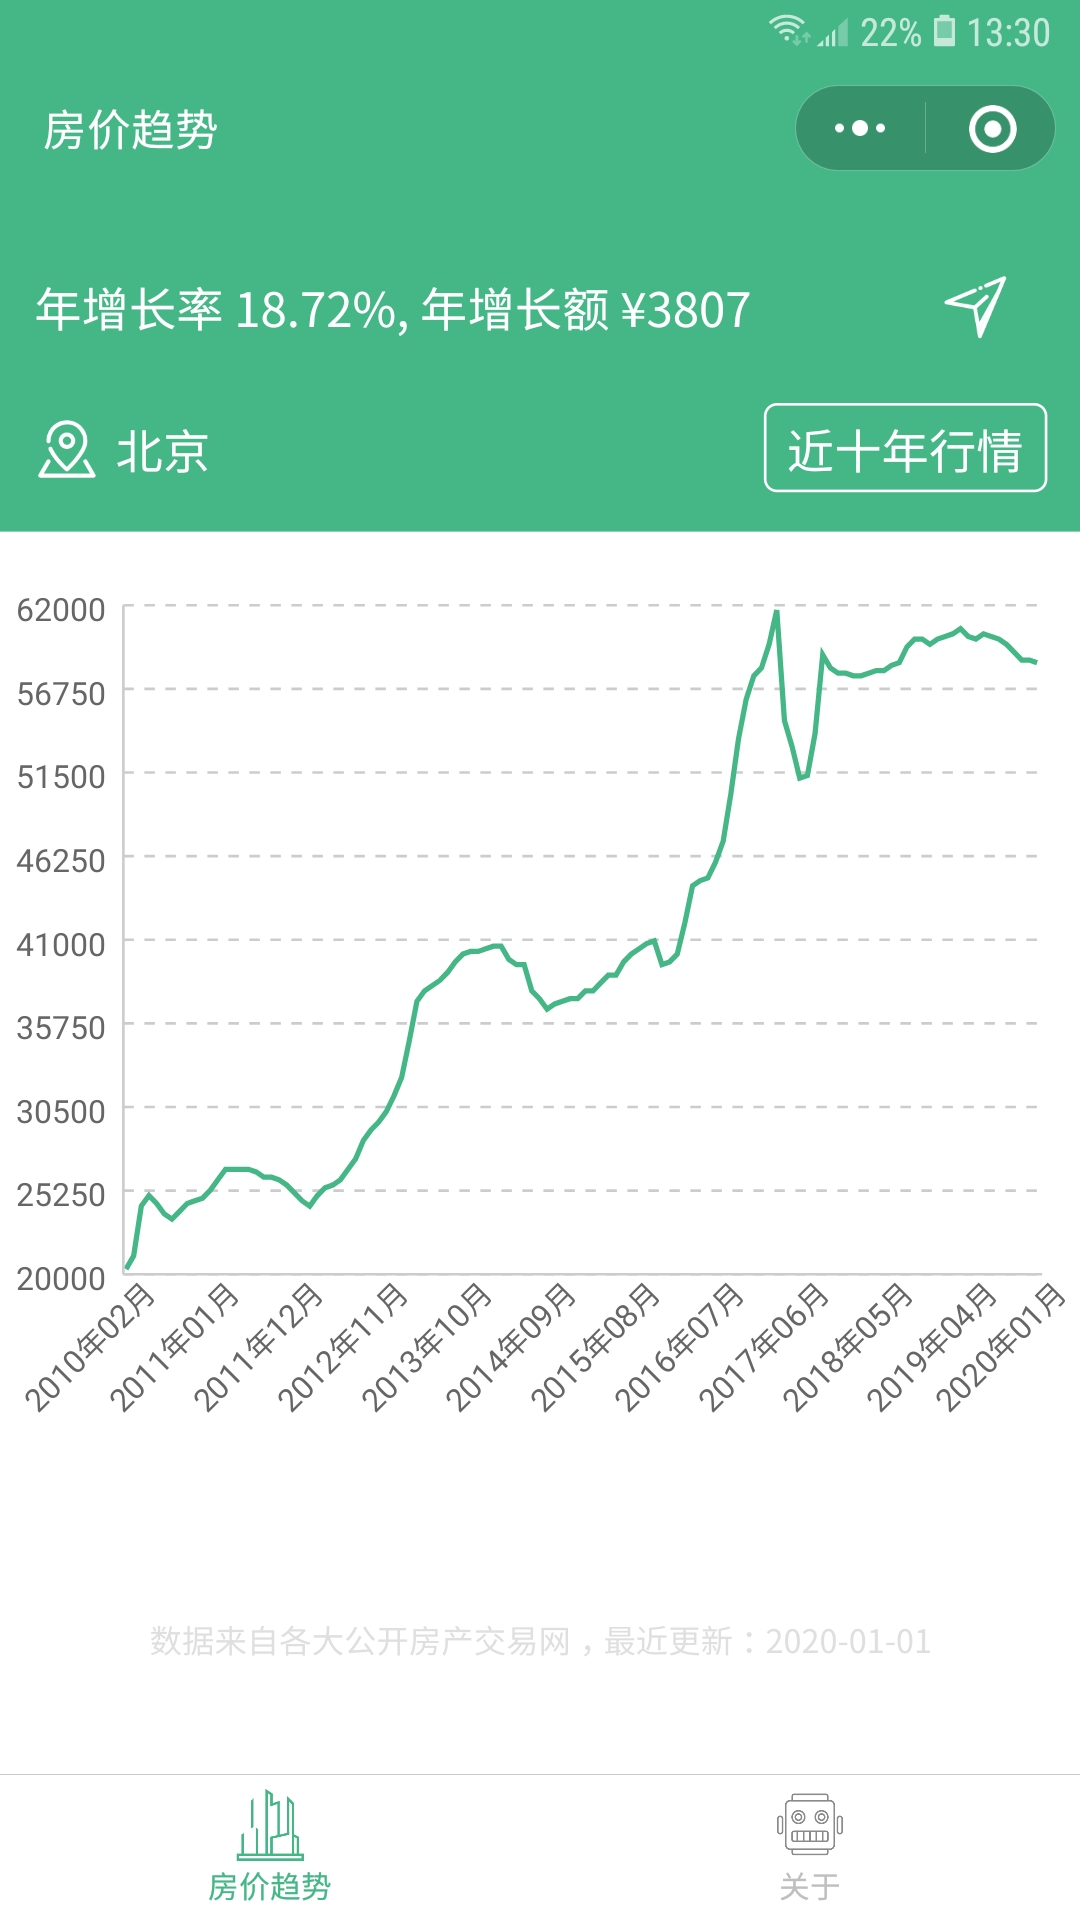 22% 13:30
房价趋势
年增长率 18.72%, 年增长额 ¥3807
北京
近十年行情
62000
56750
51500
46250
41000
35750
30500
25250
20000
2010年02月
2011年01月
2011年12月
2012年11月
2013年10月
2014年09月
2015年08月
2016年07月
2017年06月
2018年05月
2019年04月
2020年01月
数据来自各大公开房产交易网，最近更新：2020-01-01
房价趋势
关于